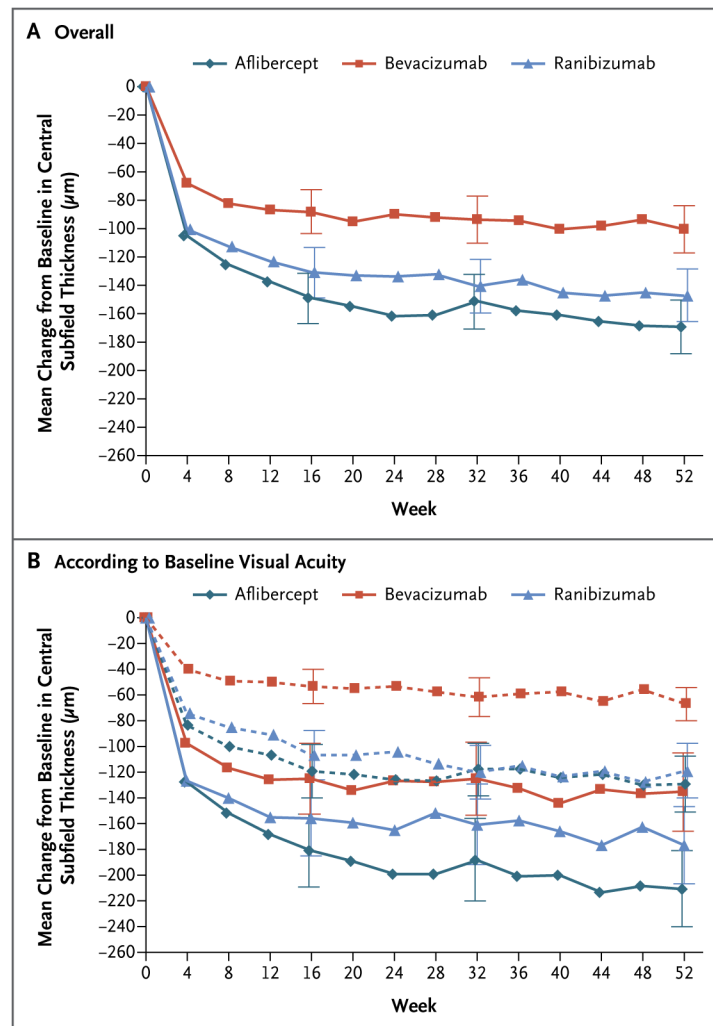 A Overall
Aflibercept Bevacizumab Ranibizumab
Mean Change from Baseline in Central
Subfield Thickness (μm)
0
−20
−40
−60
−80
−100
−120
−140
−160
−180
−200
−220
−240
−260
0 4 8 12 16 20 24 28 32 36 40 44 48 52
Week
B According to Baseline Visual Acuity
Aflibercept Bevacizumab Ranibizumab
Mean Change from Baseline in Central
Subfield Thickness (μm)
0
−20
−40
−60
−80
−100
−120
−140
−160
−180
−200
−220
−240
−260
0 4 8 12 16 20 24 28 32 36 40 44 48 52
Week